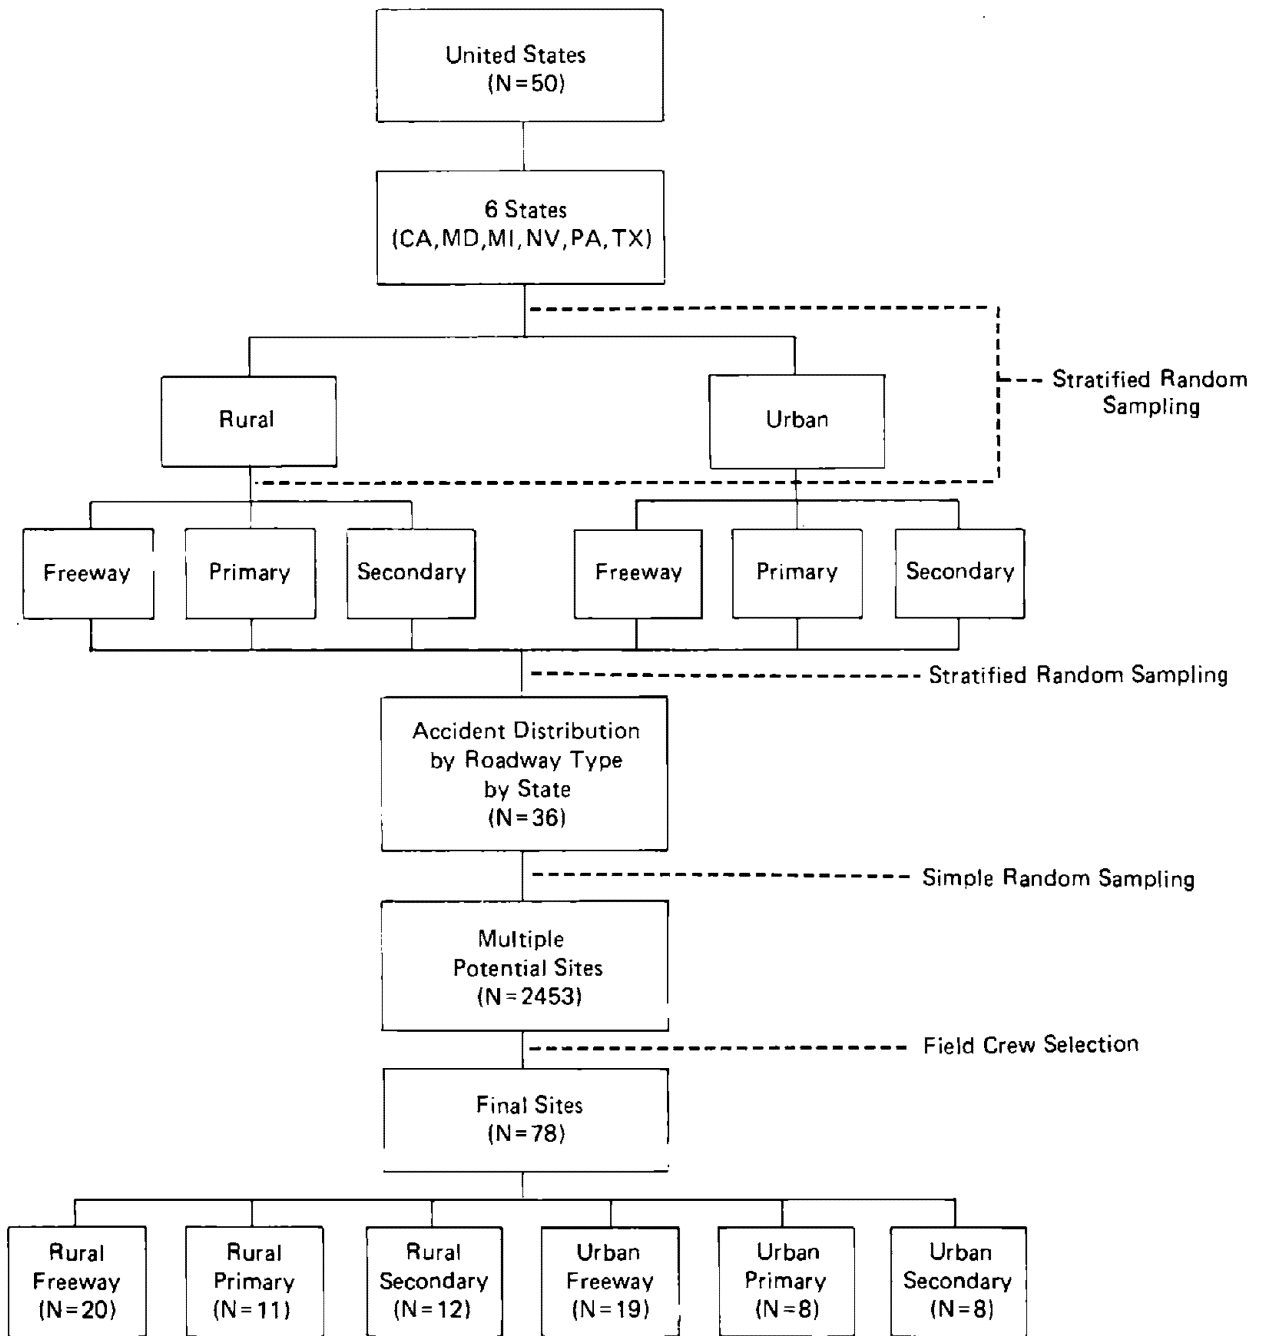 United States
(N=50)
6 States
(CA,MD,MI,NV,PA,TX)
Stratified Random
Sampling
Rural
Urban
Freeway
Primary
Secondary
Freeway
Primary
Secondary
Stratified Random Sampling
Accident Distribution
by Roadway Type
by State
(N=36)
Simple Random Sampling
Multiple
Potential Sites
(N=2453)
Field Crew Selection
Final Sites
(N=78)
Rural
Freeway
(N=20)
Rural
Primary
(N=11)
Rural
Secondary
(N=12)
Urban
Freeway
(N=19)
Urban
Primary
(N=8)
Urban
Secondary
(N=8)